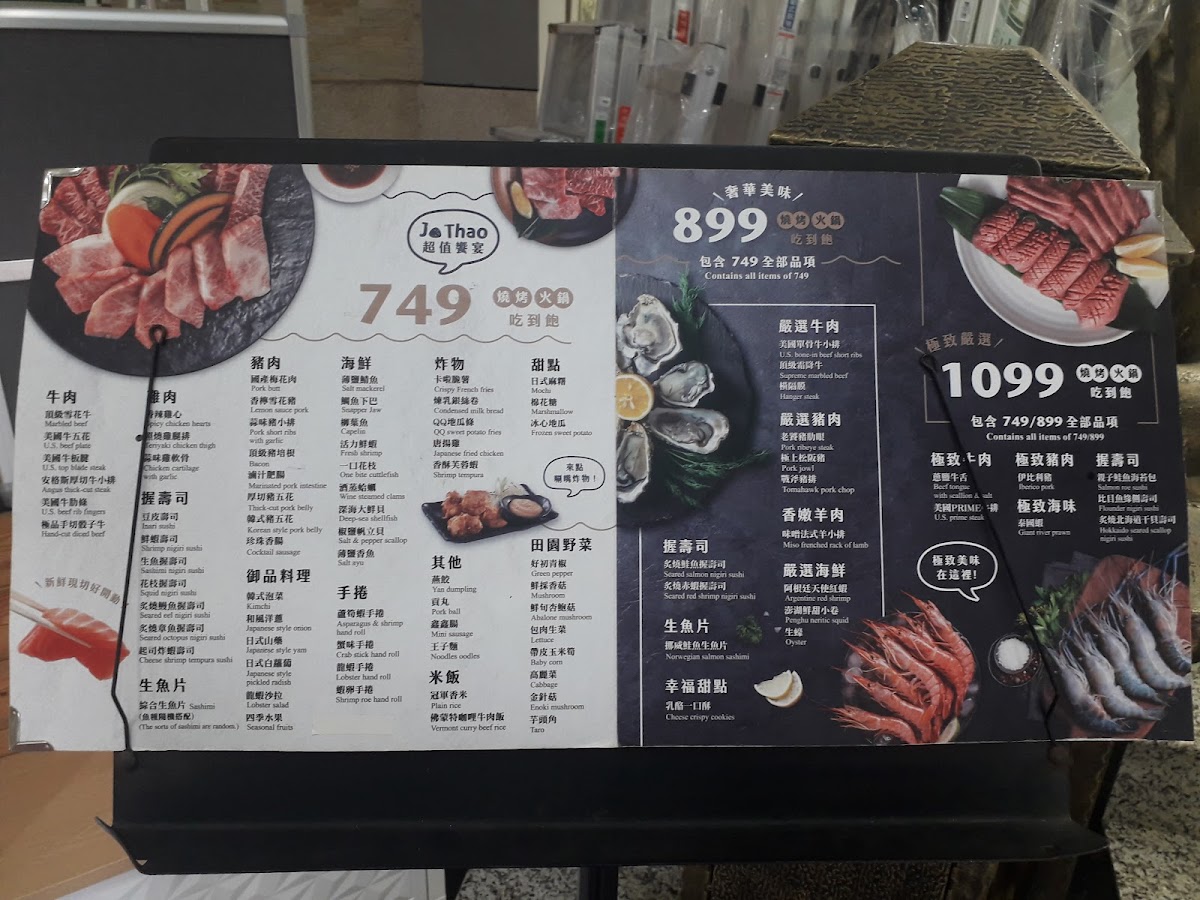 J Thao
超值饗宴
749
燒烤火鍋
吃到飽
牛肉
頂級雪花牛
Marbled beef
美國牛五花
U.S. beef plate
美國牛板腱
U.S. top blade steak
安格斯厚切牛小排
Angus thick-cut steak
美國牛肋條
U.S. beef rib fingers
極品手切骰子牛
Hand-cut diced beef
新鮮現切好開動
雞肉
香辣雞心
Spicy chicken hearts
照燒雞腿排
Teriyaki chicken thigh
蒜味雞軟骨
Chicken cartilage
with garlic
握壽司
豆皮壽司
Inari sushi
鮮蝦壽司
Shrimp nigiri sushi
生魚握壽司
Sashimi nigiri sushi
花枝握壽司
Squid nigiri sushi
炙燒鰻魚握壽司
Seared eel nigiri sushi
炙燒章魚握壽司
Seared octopus nigiri sushi
起司炸蝦壽司
Cheese shrimp tempura sushi
生魚片
綜合生魚片 Sashimi
(魚種隨機搭配)
(The sorts of sashimi are random.)
豬肉
國產梅花肉
Pork butt
香檸雪花豬
Lemon sauce pork
蒜味豬小排
Pork short ribs
with garlic
頂級豬培根
Bacon
滷汁肥腸
Marinated pork intestine
厚切豬五花
Thick-cut pork belly
韓式豬五花
Korean style pork belly
珍珠香腸
Cocktail sausage
御品料理
韓式泡菜
Kimchi
和風洋蔥
Japanese style onion
日式山藥
Japanese style yam
日式白蘿蔔
Japanese style
pickled radish
龍蝦沙拉
Lobster salad
四季水果
Seasonal fruits
海鮮
薄鹽鯖魚
Salt mackerel
鯛魚下巴
Snapper Jaw
柳葉魚
Capelin
活力鮮蝦
Fresh shrimp
一口花枝
One bite cuttlefish
酒蒸蛤蠣
Wine steamed clams
深海大鮮貝
Deep-sea shellfish
椒鹽帆立貝
Salt & pepper scallop
薄鹽香魚
Salt ayu
手捲
蘆筍蝦手捲
Asparagus & shrimp
hand roll
蟹味手捲
Crab stick hand roll
龍蝦手捲
Lobster hand roll
蝦卵手捲
Shrimp roe hand roll
炸物
卡啦脆薯
Crispy French fries
煉乳銀絲卷
Condensed milk bread
QQ地瓜條
QQ sweet potato fries
唐揚雞
Japanese fried chicken
香酥芙蓉蝦
Shrimp tempura
其他
燕餃
Yan dumpling
貢丸
Pork ball
鑫鑫腸
Mini sausage
王子麵
Noodles oodles
米飯
冠軍香米
Plain rice
佛蒙特咖哩牛肉飯
Vermont curry beef rice
甜點
日式麻糬
Mochi
棉花糖
Marshmallow
冰心地瓜
Frozen sweet potato
來點
唰嘴炸物！
田園野菜
好初青椒
Green pepper
鮮採香菇
Mushroom
鮮旬杏鮑菇
Abalone mushroom
包肉生菜
Lettuce
帶皮玉米筍
Baby corn
高麗菜
Cabbage
金針菇
Enoki mushroom
芋頭角
Taro
奢華美味
899
燒烤火鍋
吃到飽
包含 749 全部品項
Contains all items of 749
握壽司
炙燒鮭魚握壽司
Seared salmon nigiri sushi
炙燒赤蝦握壽司
Seared red shrimp nigiri sushi
生魚片
挪威鮭魚生魚片
Norwegian salmon sashimi
幸福甜點
乳酪一口酥
Cheese crispy cookies
嚴選牛肉
美國單骨牛小排
U.S. bone-in beef short ribs
頂級霜降牛
Supreme marbled beef
橫隔膜
Hanger steak
嚴選豬肉
老饕豬肋眼
Pork ribeye steak
極上松阪豬
Pork jowl
戰斧豬排
Tomahawk pork chop
香嫩羊肉
味噌法式羊小排
Miso frenched rack of lamb
嚴選海鮮
阿根廷天使紅蝦
Argentine red shrimp
澎湖鮮甜小卷
Penghu neritic squid
生蠔
Oyster
極致嚴選
1099
燒烤火鍋
吃到飽
包含 749/899 全部品項
Contains all items of 749/899
極致牛肉
蔥鹽牛舌
Beef tongue
with scallion & salt
美國PRIME牛排
U.S. prime steak
極致美味
在這裡！
極致豬肉
伊比利豬
Iberico pork
極致海味
泰國蝦
Giant river prawn
握壽司
親子鮭魚海苔包
Salmon roe sushi
比目魚緣側壽司
Flounder nigiri sushi
炙燒北海道干貝壽司
Hokkaido seared scallop
nigiri sushi